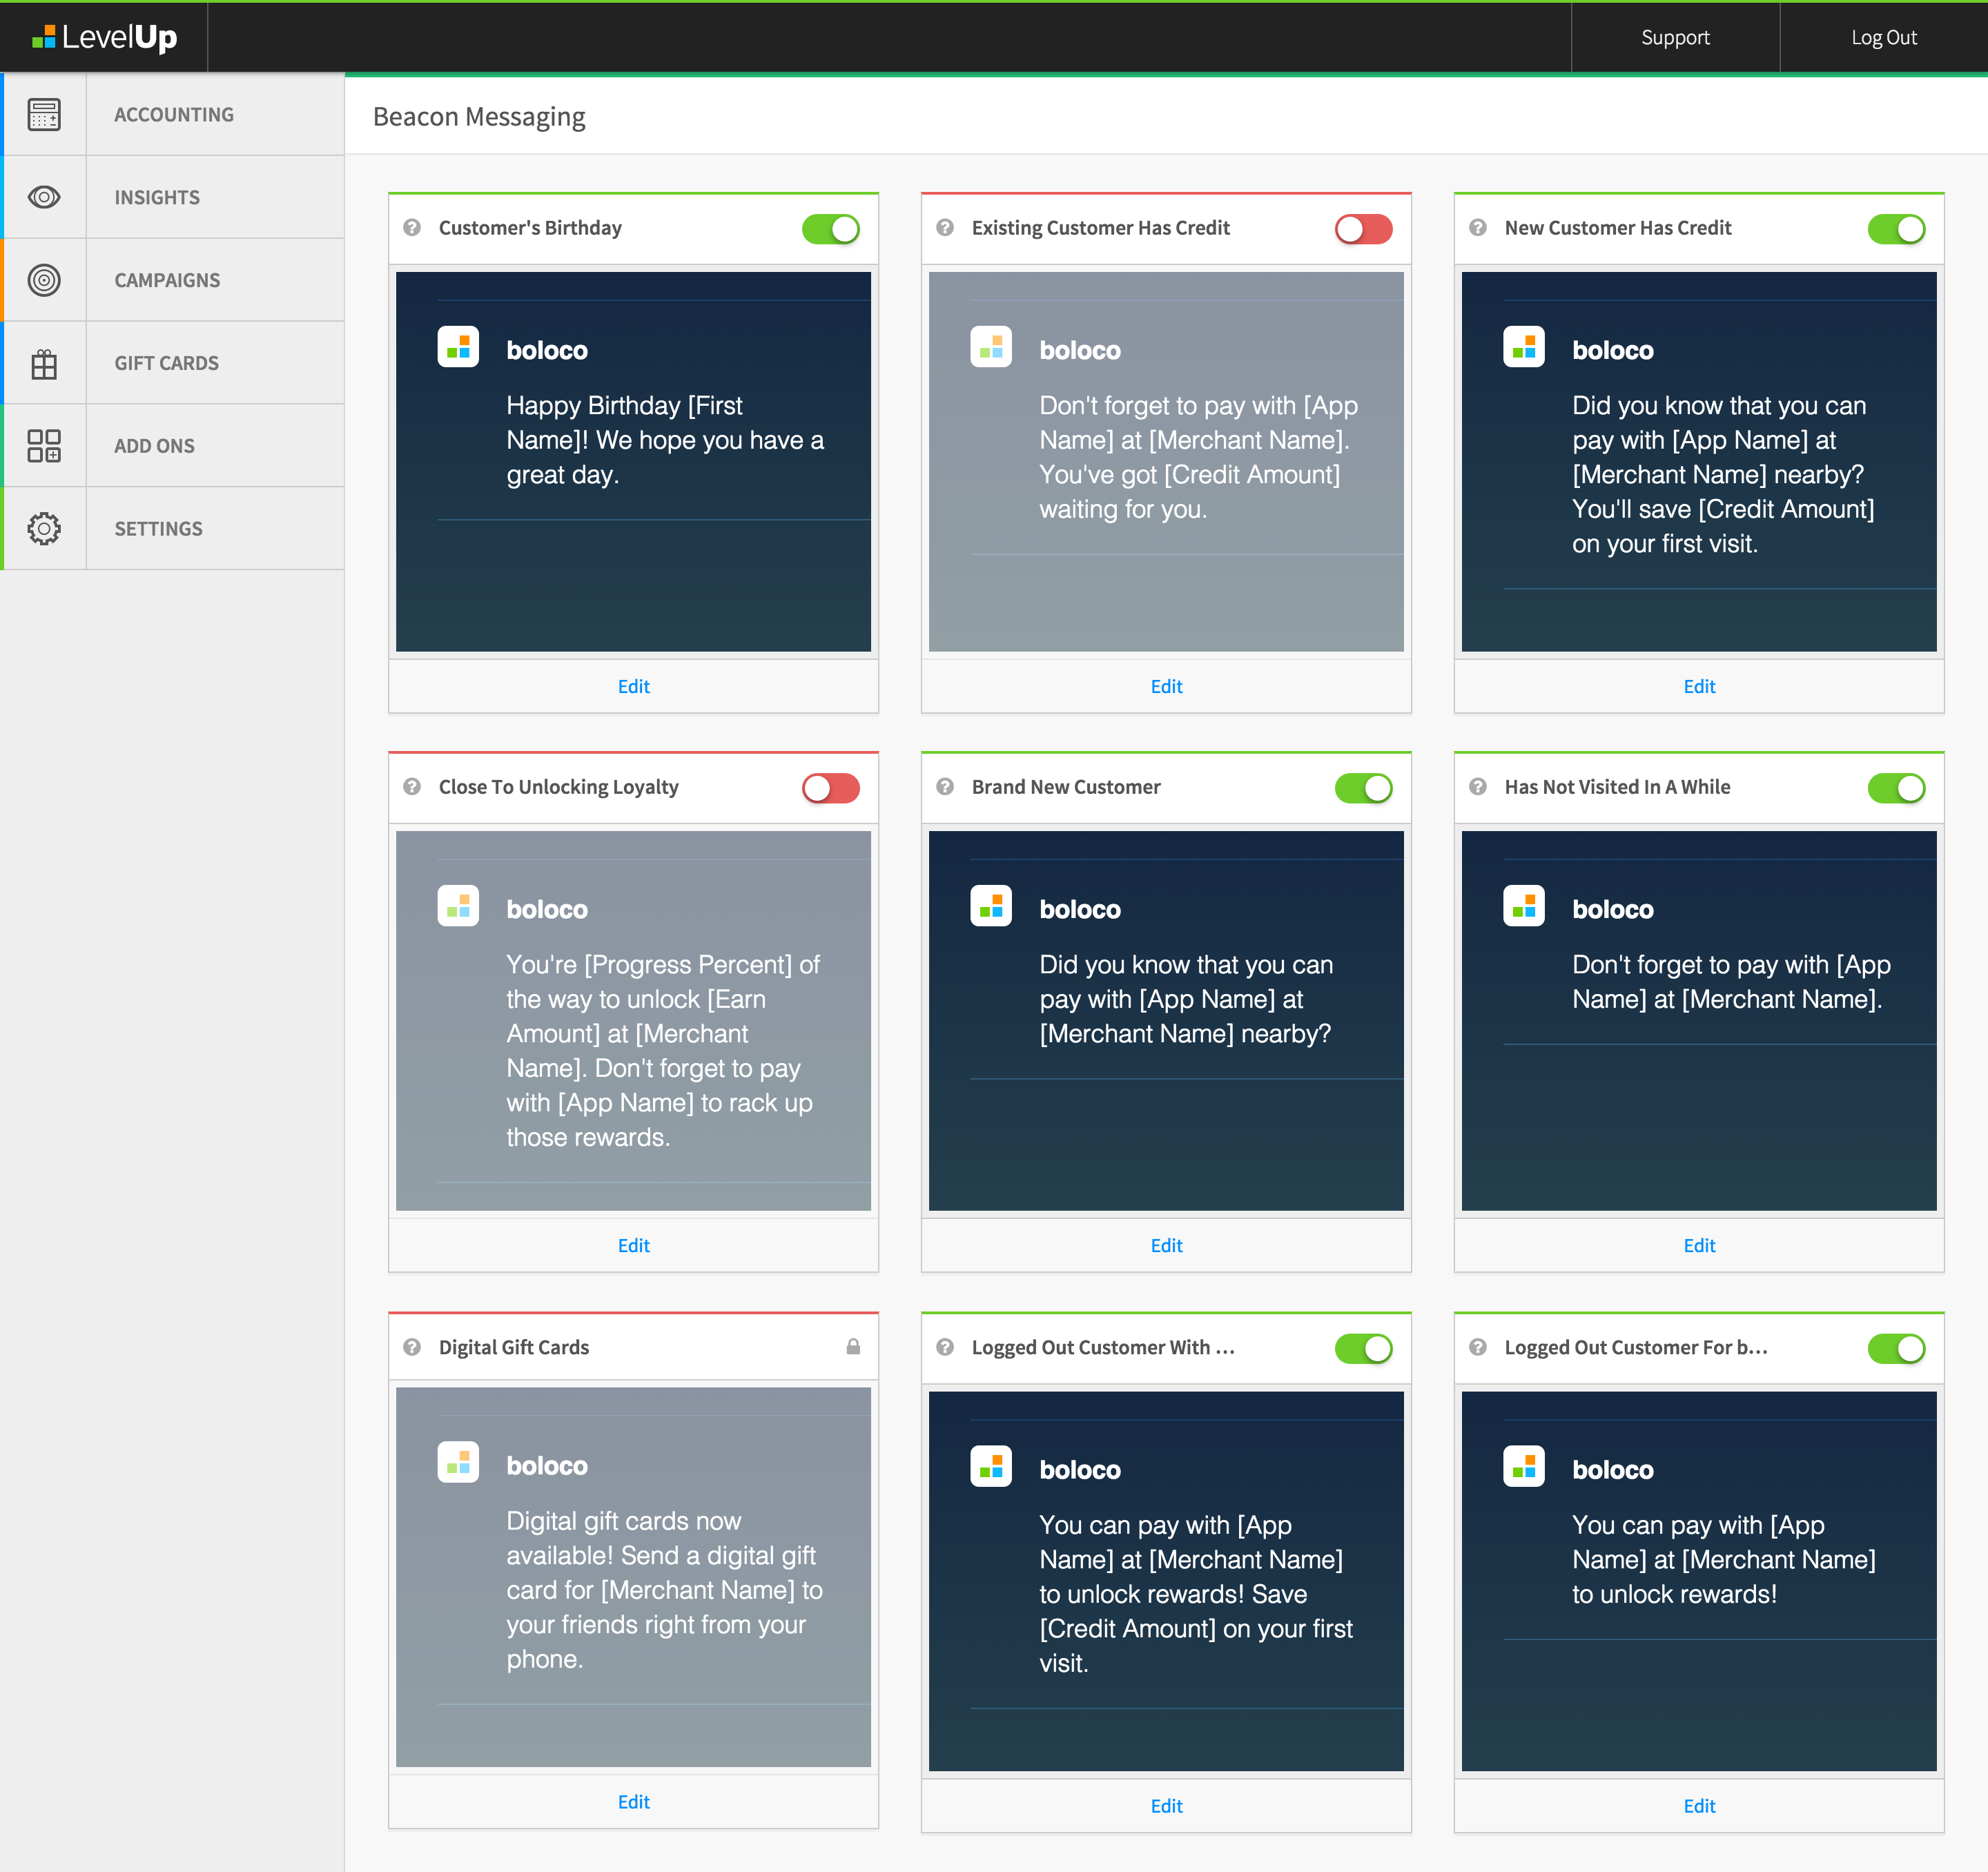 LevelUp
Support
Log Out
ACCOUNTING
INSIGHTS
CAMPAIGNS
GIFT CARDS
ADD ONS
SETTINGS
Beacon Messaging
? Customer's Birthday
boloco
Happy Birthday [First
Name]! We hope you have a
great day.
Edit
? Existing Customer Has Credit
boloco
Don't forget to pay with [App
Name] at [Merchant Name].
You've got [Credit Amount]
waiting for you.
Edit
? New Customer Has Credit
boloco
Did you know that you can
pay with [App Name] at
[Merchant Name] nearby?
You'll save [Credit Amount]
on your first visit.
Edit
? Close To Unlocking Loyalty
boloco
You're [Progress Percent] of
the way to unlock [Earn
Amount] at [Merchant
Name]. Don't forget to pay
with [App Name] to rack up
those rewards.
Edit
? Brand New Customer
boloco
Did you know that you can
pay with [App Name] at
[Merchant Name] nearby?
Edit
? Has Not Visited In A While
boloco
Don't forget to pay with [App
Name] at [Merchant Name].
Edit
? Digital Gift Cards
boloco
Digital gift cards now
available! Send a digital gift
card for [Merchant Name] to
your friends right from your
phone.
Edit
? Logged Out Customer With ...
boloco
You can pay with [App
Name] at [Merchant Name]
to unlock rewards! Save
[Credit Amount] on your first
visit.
Edit
? Logged Out Customer For b...
boloco
You can pay with [App
Name] at [Merchant Name]
to unlock rewards!
Edit